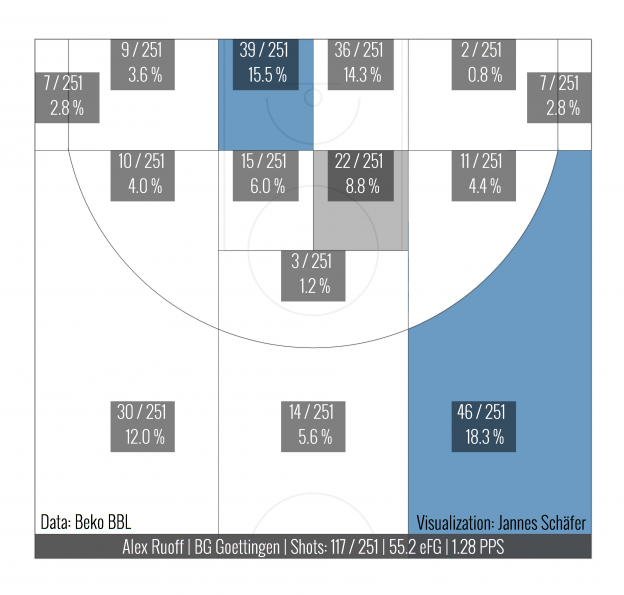 9 / 251
3.6 %
39 / 251
15.5 %
36 / 251
14.3 %
2 / 251
0.8 %
7 / 251
2.8 %
7 / 251
2.8 %
10 / 251
4.0 %
15 / 251
6.0 %
22 / 251
8.8 %
11 / 251
4.4 %
3 / 251
1.2 %
30 / 251
12.0 %
14 / 251
5.6 %
46 / 251
18.3 %
Data: Beko BBL
Visualization: Jannes Schäfer
Alex Ruoff | BG Goettingen | Shots: 117 / 251 | 55.2 eFG | 1.28 PPS